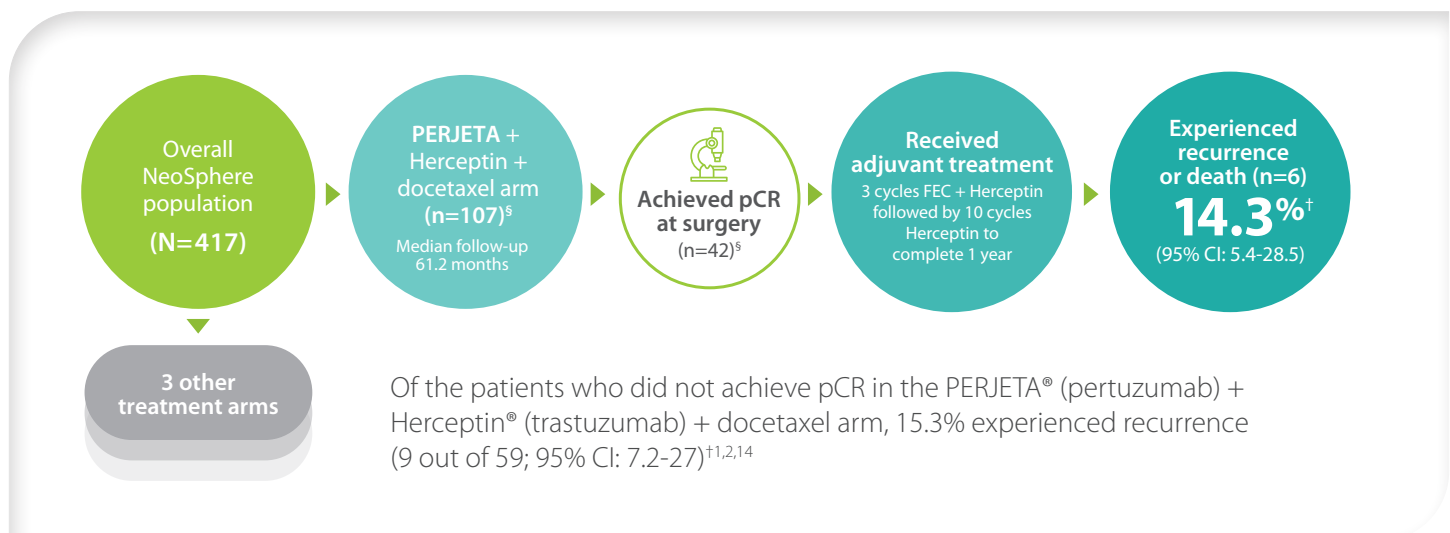 Overall
NeoSphere
population
(N=417)
PERJETA +
Herceptin +
docetaxel arm
(n=107)§
Median follow-up
61.2 months
Achieved pCR
at surgery
(n=42)§
Received
adjuvant treatment
3 cycles FEC + Herceptin
followed by 10 cycles
Herceptin to
complete 1 year
Experienced
recurrence
or death (n=6)
14.3%†
(95% CI: 5.4-28.5)
3 other
treatment arms
Of the patients who did not achieve pCR in the PERJETA® (pertuzumab) +
Herceptin® (trastuzumab) + docetaxel arm, 15.3% experienced recurrence
(9 out of 59; 95% CI: 7.2-27)†1,2,14